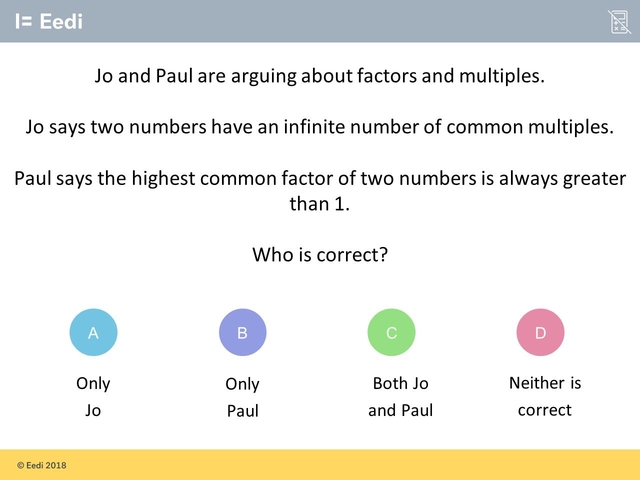 I= Eedi
Jo and Paul are arguing about factors and multiples.
Jo says two numbers have an infinite number of common multiples.
Paul says the highest common factor of two numbers is always greater
than 1.
Who is correct?
A
B
C
D
Only
Jo
Only
Paul
Both Jo
and Paul
Neither is
correct
© Eedi 2018